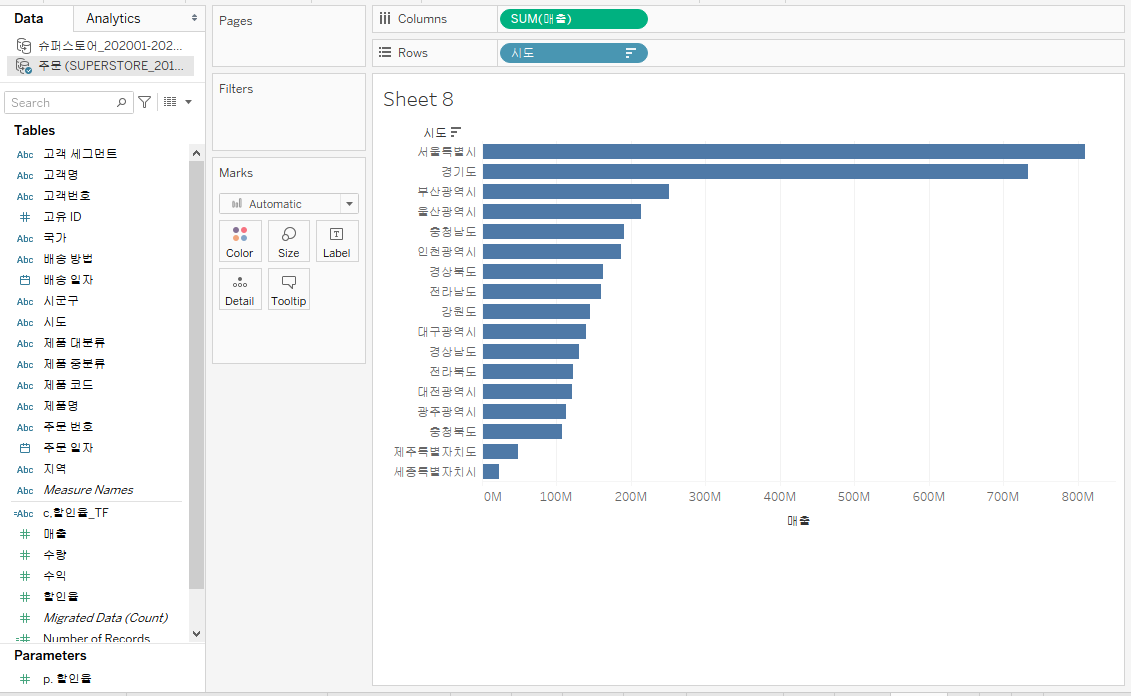 Data
Analytics
슈퍼스토어_202001-202...
주문 (SUPERSTORE_201...
Search
Tables
Abc 고객 세그먼트
Abc 고객명
Abc 고객번호
# 고유 ID
Abc 국가
Abc 배송 방법
배송 일자
Abc 시군구
Abc 시도
Abc 제품 대분류
Abc 제품 중분류
Abc 제품 코드
Abc 제품명
Abc 주문 번호
주문 일자
Abc 지역
Abc Measure Names
=Abc c.할인율_TF
# 매출
# 수량
# 수익
# 할인율
# Migrated Data (Count)
=# Number of Records
Parameters
# p. 할인율
Pages
Filters
Marks
Automatic
Color
Size
Label
Detail
Tooltip
Columns
SUM(매출)
Rows
시도
Sheet 8
시도
서울특별시
경기도
부산광역시
울산광역시
충청남도
인천광역시
경상북도
전라남도
강원도
대구광역시
경상남도
전라북도
대전광역시
광주광역시
충청북도
제주특별자치도
세종특별자치시
0M 100M 200M 300M 400M 500M 600M 700M 800M
매출